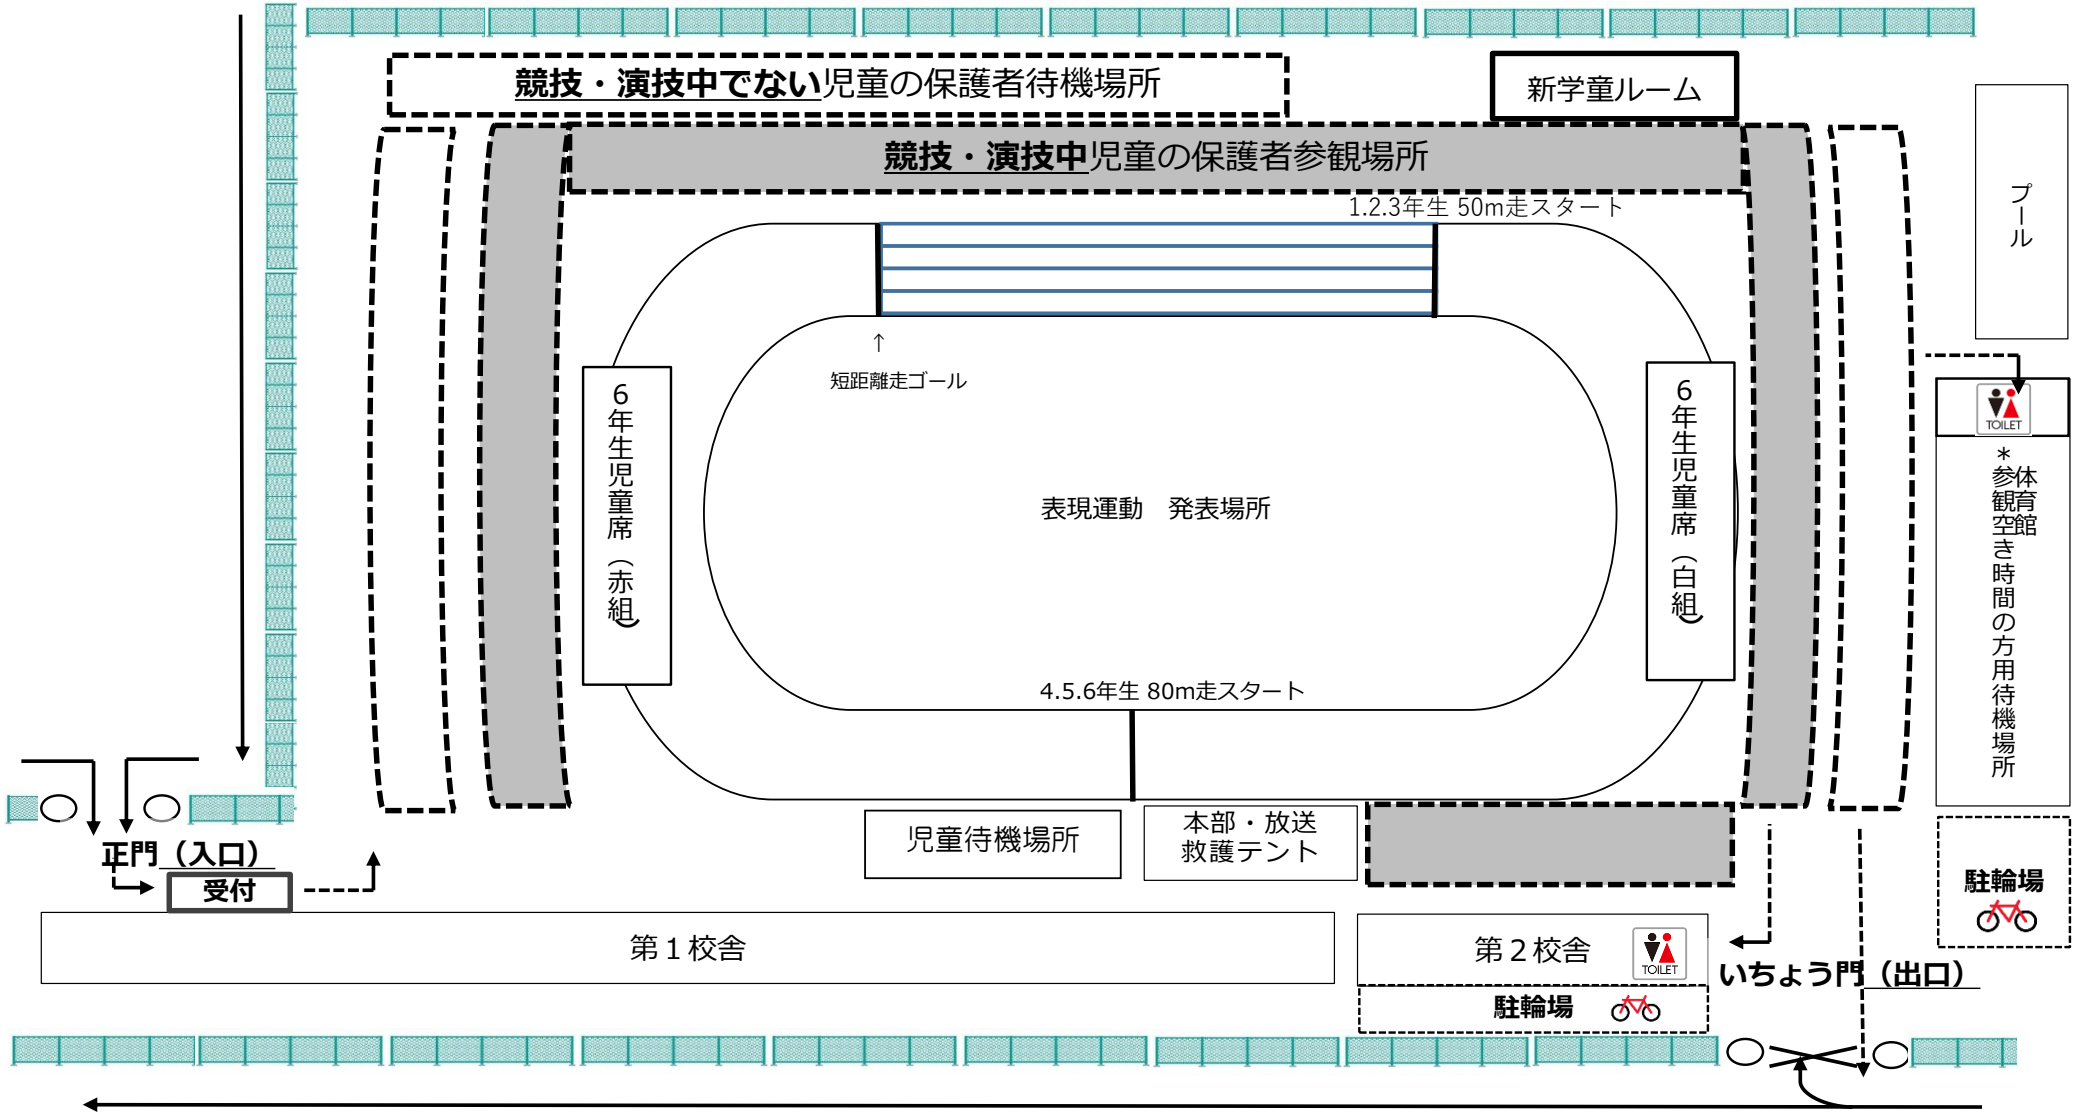 競技・演技中でない児童の保護者待機場所
新学童ルーム
競技・演技中児童の保護者参観場所
プール
1.2.3年生 50m走スタート
↑
短距離走ゴール
6年生児童席（赤組）
6年生児童席（白組）
TOILET
体育館
＊参観空き時間の方用待機場所
表現運動　発表場所
4.5.6年生 80m走スタート
児童待機場所
本部・放送
救護テント
正門（入口）
受付
駐輪場
第１校舎
第２校舎
TOILET
いちょう門（出口）
駐輪場